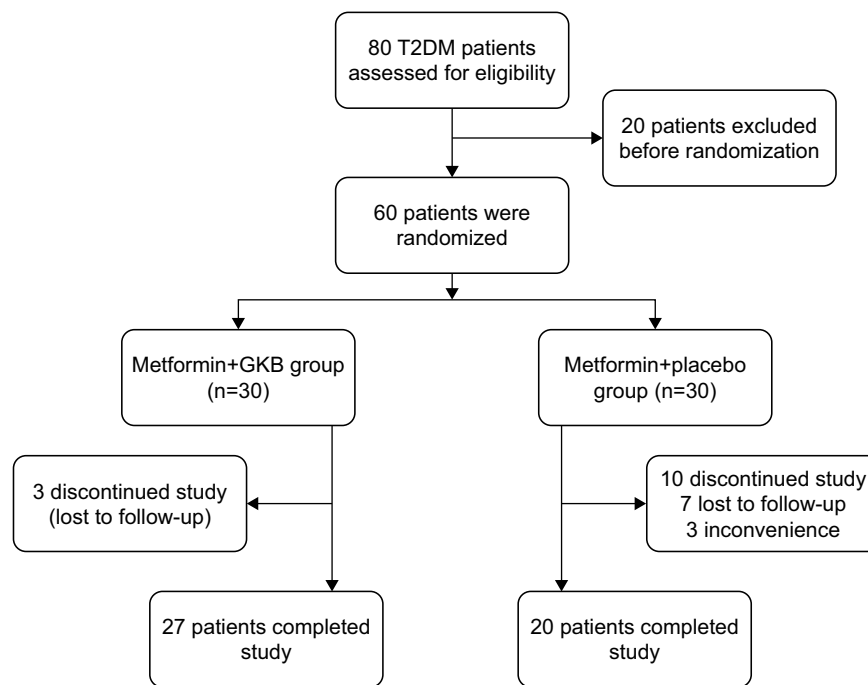 80 T2DM patients
assessed for eligibility
20 patients excluded
before randomization
60 patients were
randomized
Metformin+GKB group
(n=30)
Metformin+placebo
group (n=30)
3 discontinued study
(lost to follow-up)
10 discontinued study
7 lost to follow-up
3 inconvenience
27 patients completed
study
20 patients completed
study